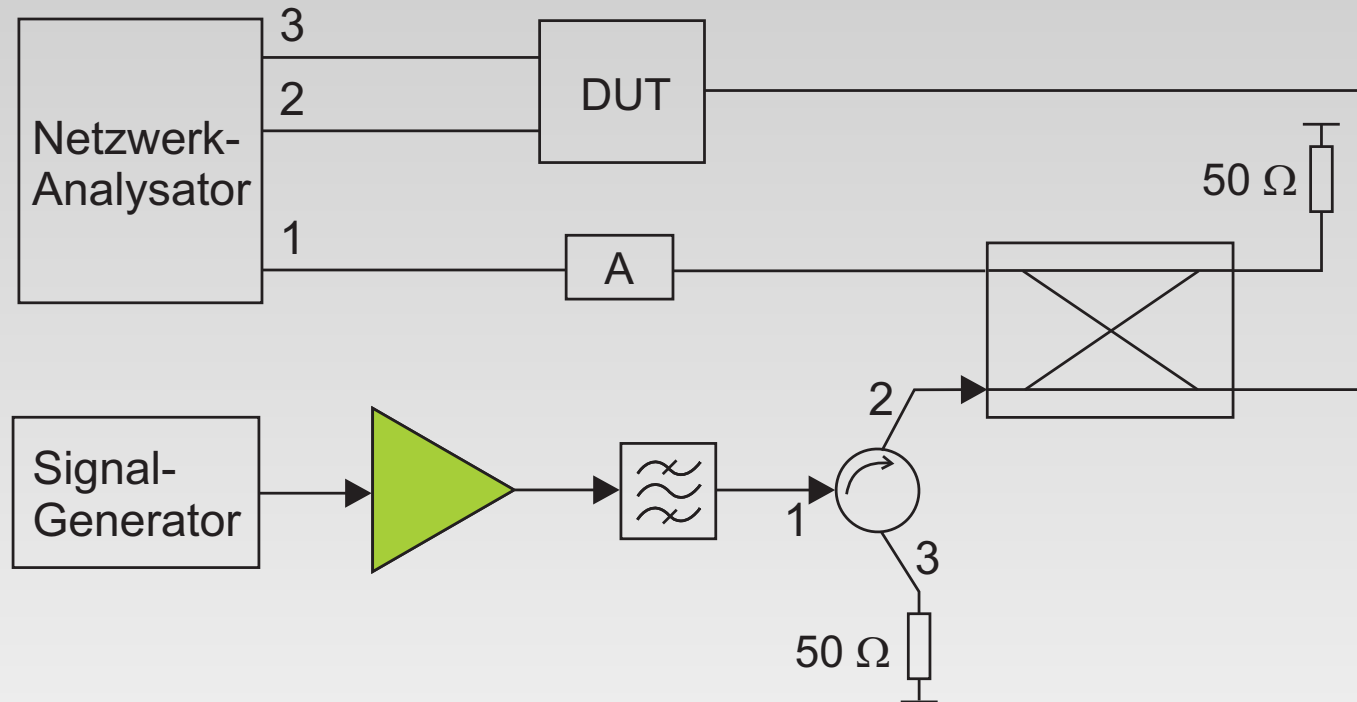 3
DUT
2
Netzwerk-
Analysator
50 Ω
1
A
2
Signal-
Generator
1
3
50 Ω